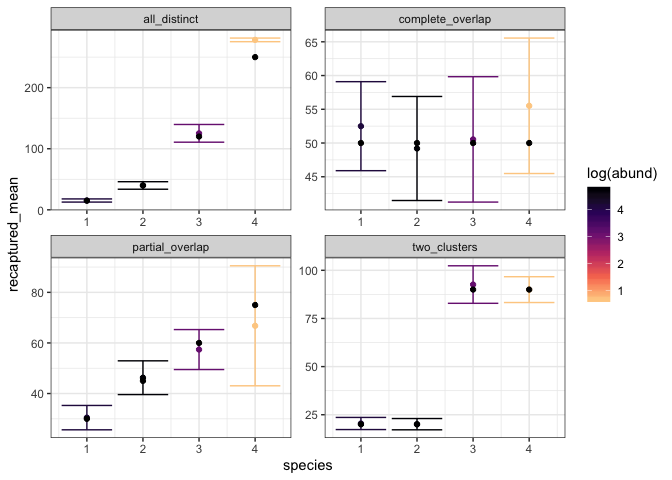 all_distinct
complete_overlap
200
100
0
65
60
55
50
45
1 2 3 4
1 2 3 4
partial_overlap
two_clusters
80
60
40
100
75
50
25
1 2 3 4
1 2 3 4
species
recaptured_mean
log(abund)
4
3
2
1